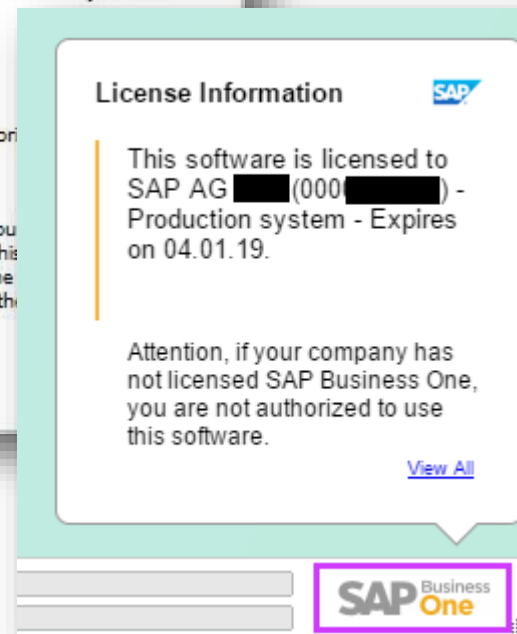 License Information
SAP
This software is licensed to
SAP AG (000 ) -
Production system - Expires
on 04.01.19.
Attention, if your company has
not licensed SAP Business One,
you are not authorized to use
this software.
View All
SAP Business
One